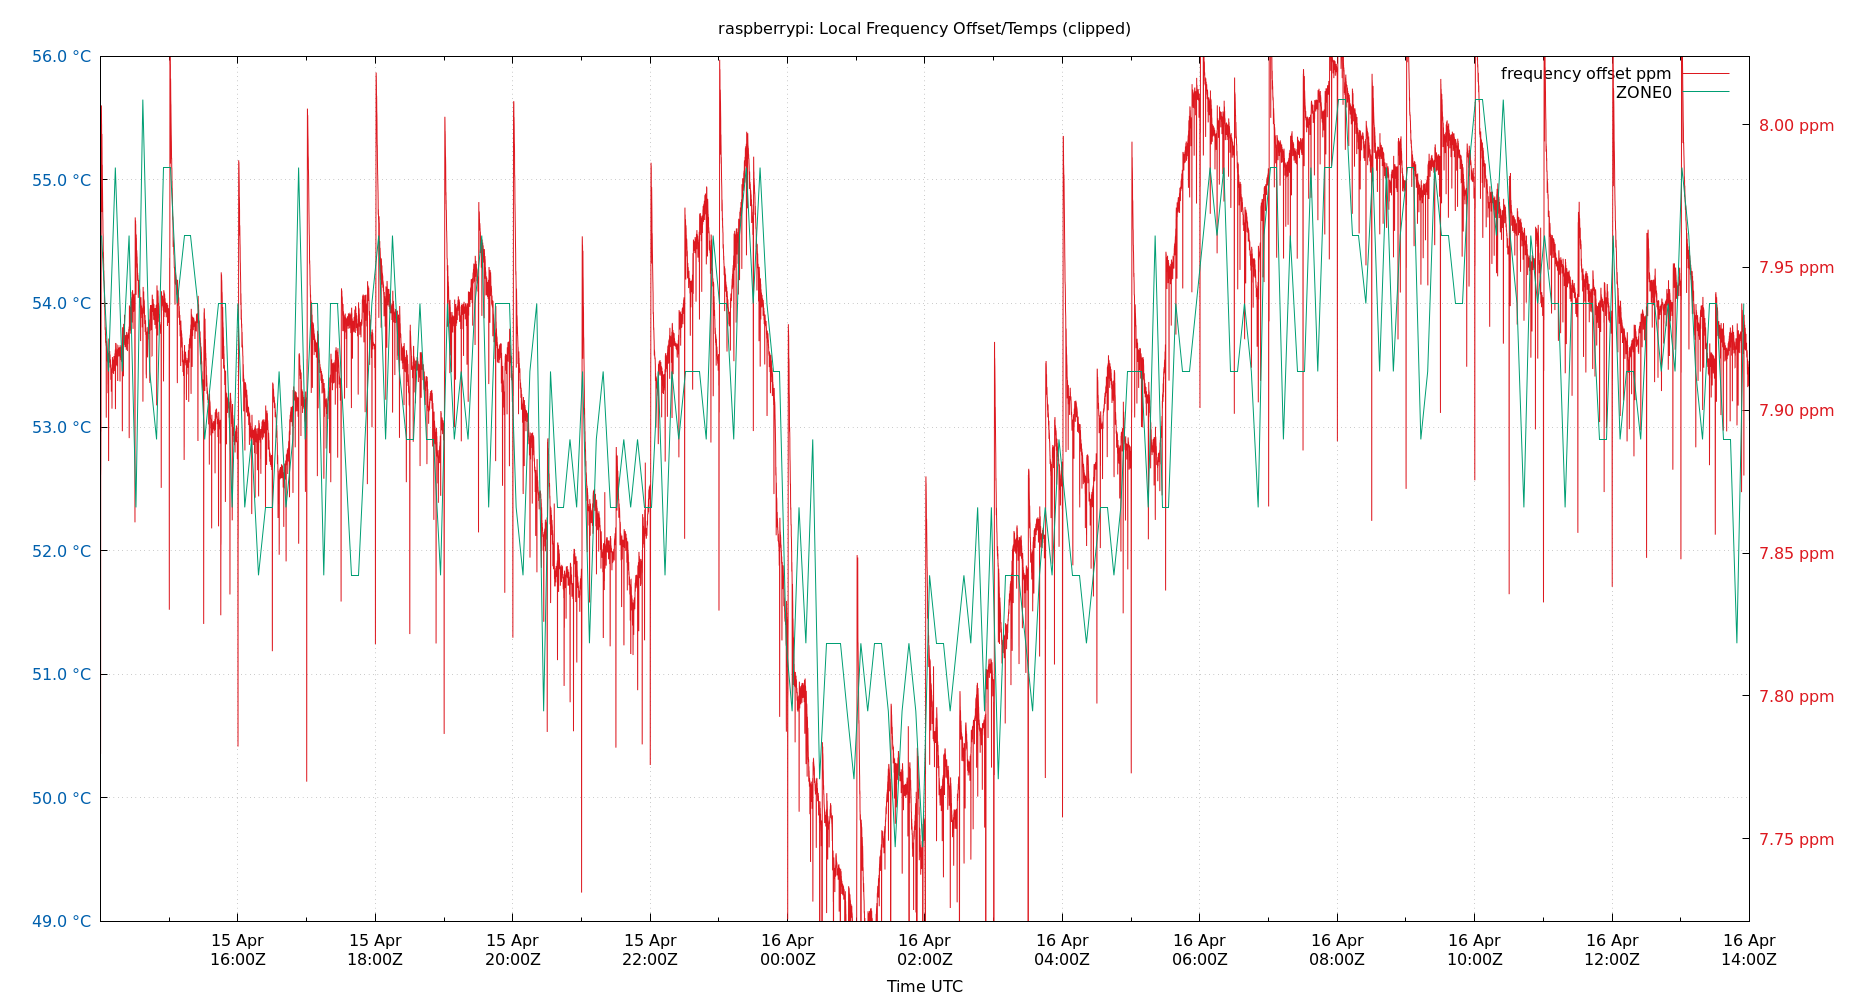 raspberrypi: Local Frequency Offset/Temps (clipped)
56.0 °C
55.0 °C
54.0 °C
53.0 °C
52.0 °C
51.0 °C
50.0 °C
49.0 °C
frequency offset ppm
ZONE0
8.00 ppm
7.95 ppm
7.90 ppm
7.85 ppm
7.80 ppm
7.75 ppm
15 Apr
16:00Z
15 Apr
18:00Z
15 Apr
20:00Z
15 Apr
22:00Z
16 Apr
00:00Z
16 Apr
02:00Z
16 Apr
04:00Z
16 Apr
06:00Z
16 Apr
08:00Z
16 Apr
10:00Z
16 Apr
12:00Z
16 Apr
14:00Z
Time UTC